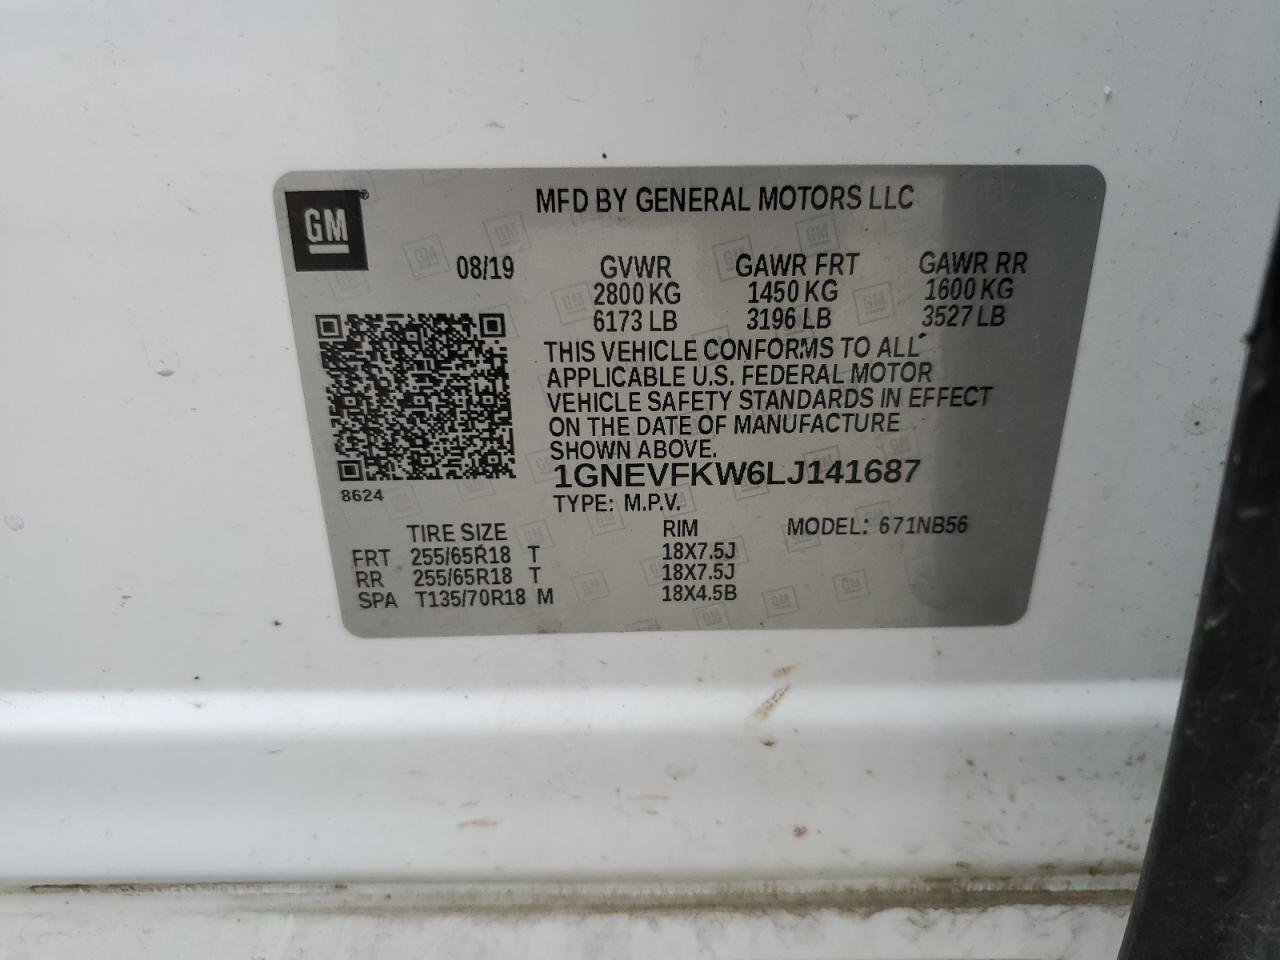 GM®
MFD BY GENERAL MOTORS LLC
08/19 GVWR GAWR FRT GAWR RR
2800 KG 1450 KG 1600 KG
6173 LB 3196 LB 3527 LB
THIS VEHICLE CONFORMS TO ALL
APPLICABLE U.S. FEDERAL MOTOR
VEHICLE SAFETY STANDARDS IN EFFECT
ON THE DATE OF MANUFACTURE
SHOWN ABOVE.
1GNEVFKW6LJ141687
8624
TYPE: M.P.V.
TIRE SIZE RIM MODEL: 671NB56
FRT 255/65R18 T 18X7.5J
RR 255/65R18 T 18X7.5J
SPA T135/70R18 M 18X4.5B